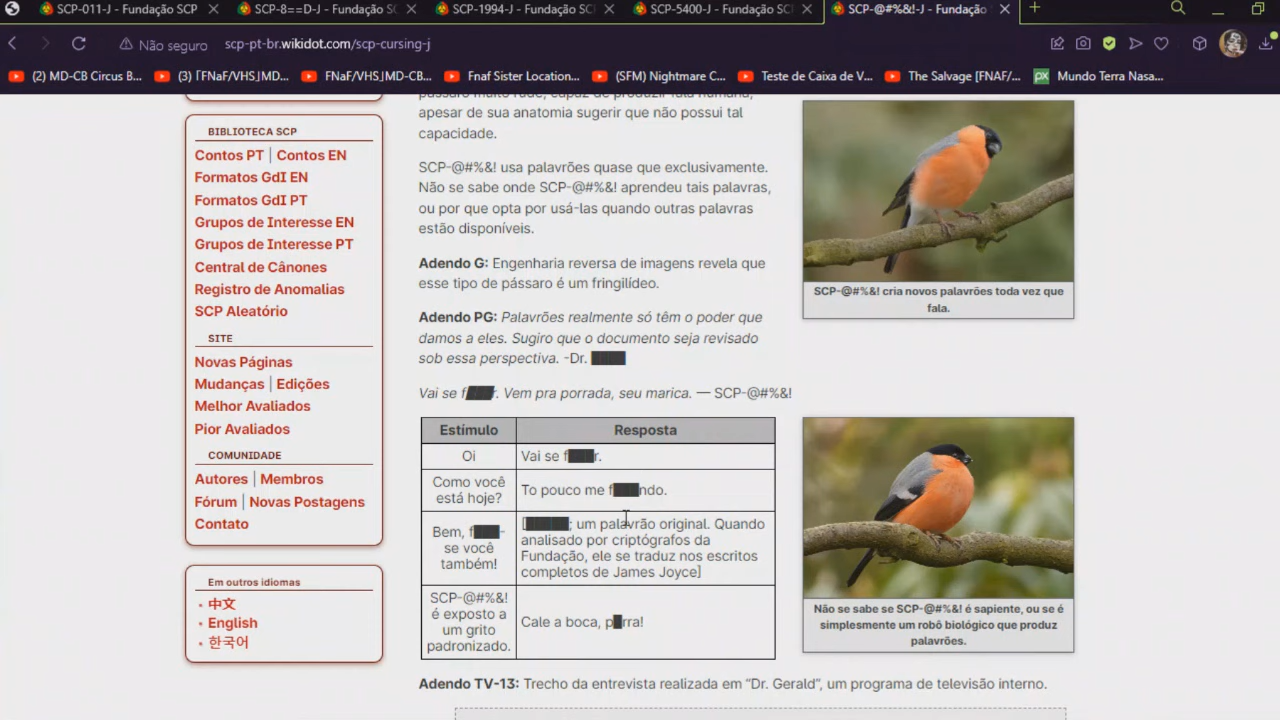 SCP-011-J - Fundação SCP
SCP-8==D-J - Fundação SC
SCP-1994-J - Fundação SC
SCP-5400-J - Fundação SC
SCP-@#%&!-J - Fundação
Não seguro
scp-pt-br.wikidot.com/scp-cursing-j
(2) MD-CB Circus B...
(3) ｢FNaF/VHS｣MD...
FNaF/VHS｣MD-CB...
Fnaf Sister Location...
(SFM) Nightmare C...
Teste de Caixa de V...
The Salvage [FNAF/...
px Mundo Terra Nasa...
BIBLIOTECA SCP
Contos PT | Contos EN
Formatos GdI EN
Formatos GdI PT
Grupos de Interesse EN
Grupos de Interesse PT
Central de Cânones
Registro de Anomalias
SCP Aleatório
SITE
Novas Páginas
Mudanças | Edições
Melhor Avaliados
Pior Avaliados
COMUNIDADE
Autores | Membros
Fórum | Novas Postagens
Contato
Em outros idiomas
中文
English
한국어
pássaro muito rude, capaz de produzir fala humana,
apesar de sua anatomia sugerir que não possui tal
capacidade.
SCP-@#%&! usa palavrões quase que exclusivamente.
Não se sabe onde SCP-@#%&! aprendeu tais palavras,
ou por que opta por usá-las quando outras palavras
estão disponíveis.
Adendo G: Engenharia reversa de imagens revela que
esse tipo de pássaro é um fringilídeo.
Adendo PG: Palavrões realmente só têm o poder que
damos a eles. Sugiro que o documento seja revisado
sob essa perspectiva. -Dr. ████
Vai se f███r. Vem pra porrada, seu marica. — SCP-@#%&!
SCP-@#%&! cria novos palavrões toda vez que
fala.
Estímulo
Resposta
Oi
Vai se f███r.
Como você
está hoje?
To pouco me f███ndo.
Bem, f███-
se você
também!
[█████; um palavrão original. Quando
analisado por criptógrafos da
Fundação, ele se traduz nos escritos
completos de James Joyce]
SCP-@#%&!
é exposto a
um grito
padronizado.
Cale a boca, p█rra!
Não se sabe se SCP-@#%&! é sapiente, ou se é
simplesmente um robô biológico que produz
palavrões.
Adendo TV-13: Trecho da entrevista realizada em “Dr. Gerald”, um programa de televisão interno.